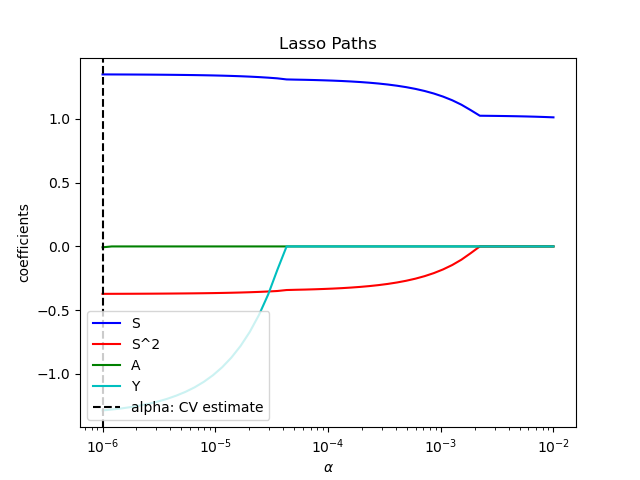 Lasso Paths
coefficients
1.0
0.5
0.0
−0.5
−1.0
S
S^2
A
Y
alpha: CV estimate
10⁻⁶ 10⁻⁵ 10⁻⁴ 10⁻³ 10⁻²
α